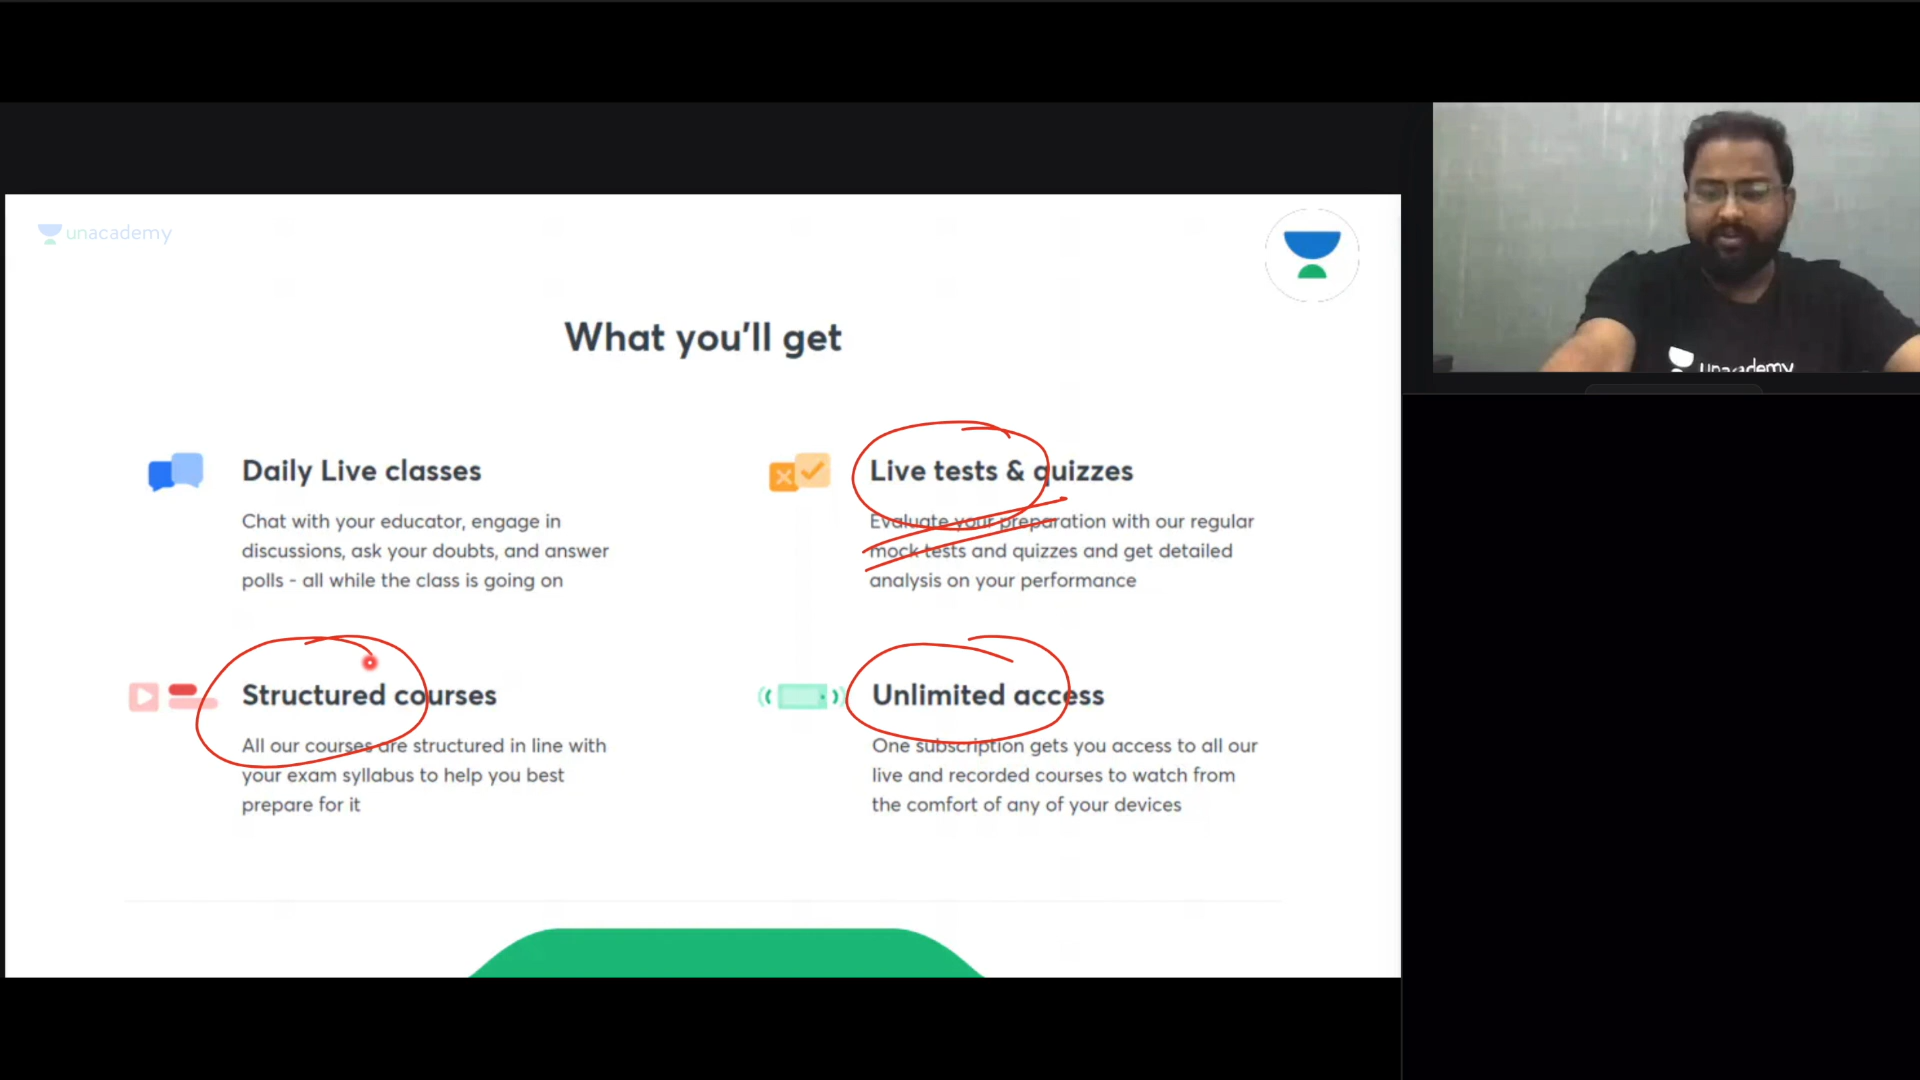 unacademy
What you'll get
Daily Live classes
Chat with your educator, engage in
discussions, ask your doubts, and answer
polls - all while the class is going on
Live tests & quizzes
Evaluate your preparation with our regular
mock tests and quizzes and get detailed
analysis on your performance
Structured courses
All our courses are structured in line with
your exam syllabus to help you best
prepare for it
Unlimited access
One subscription gets you access to all our
live and recorded courses to watch from
the comfort of any of your devices
unacademy